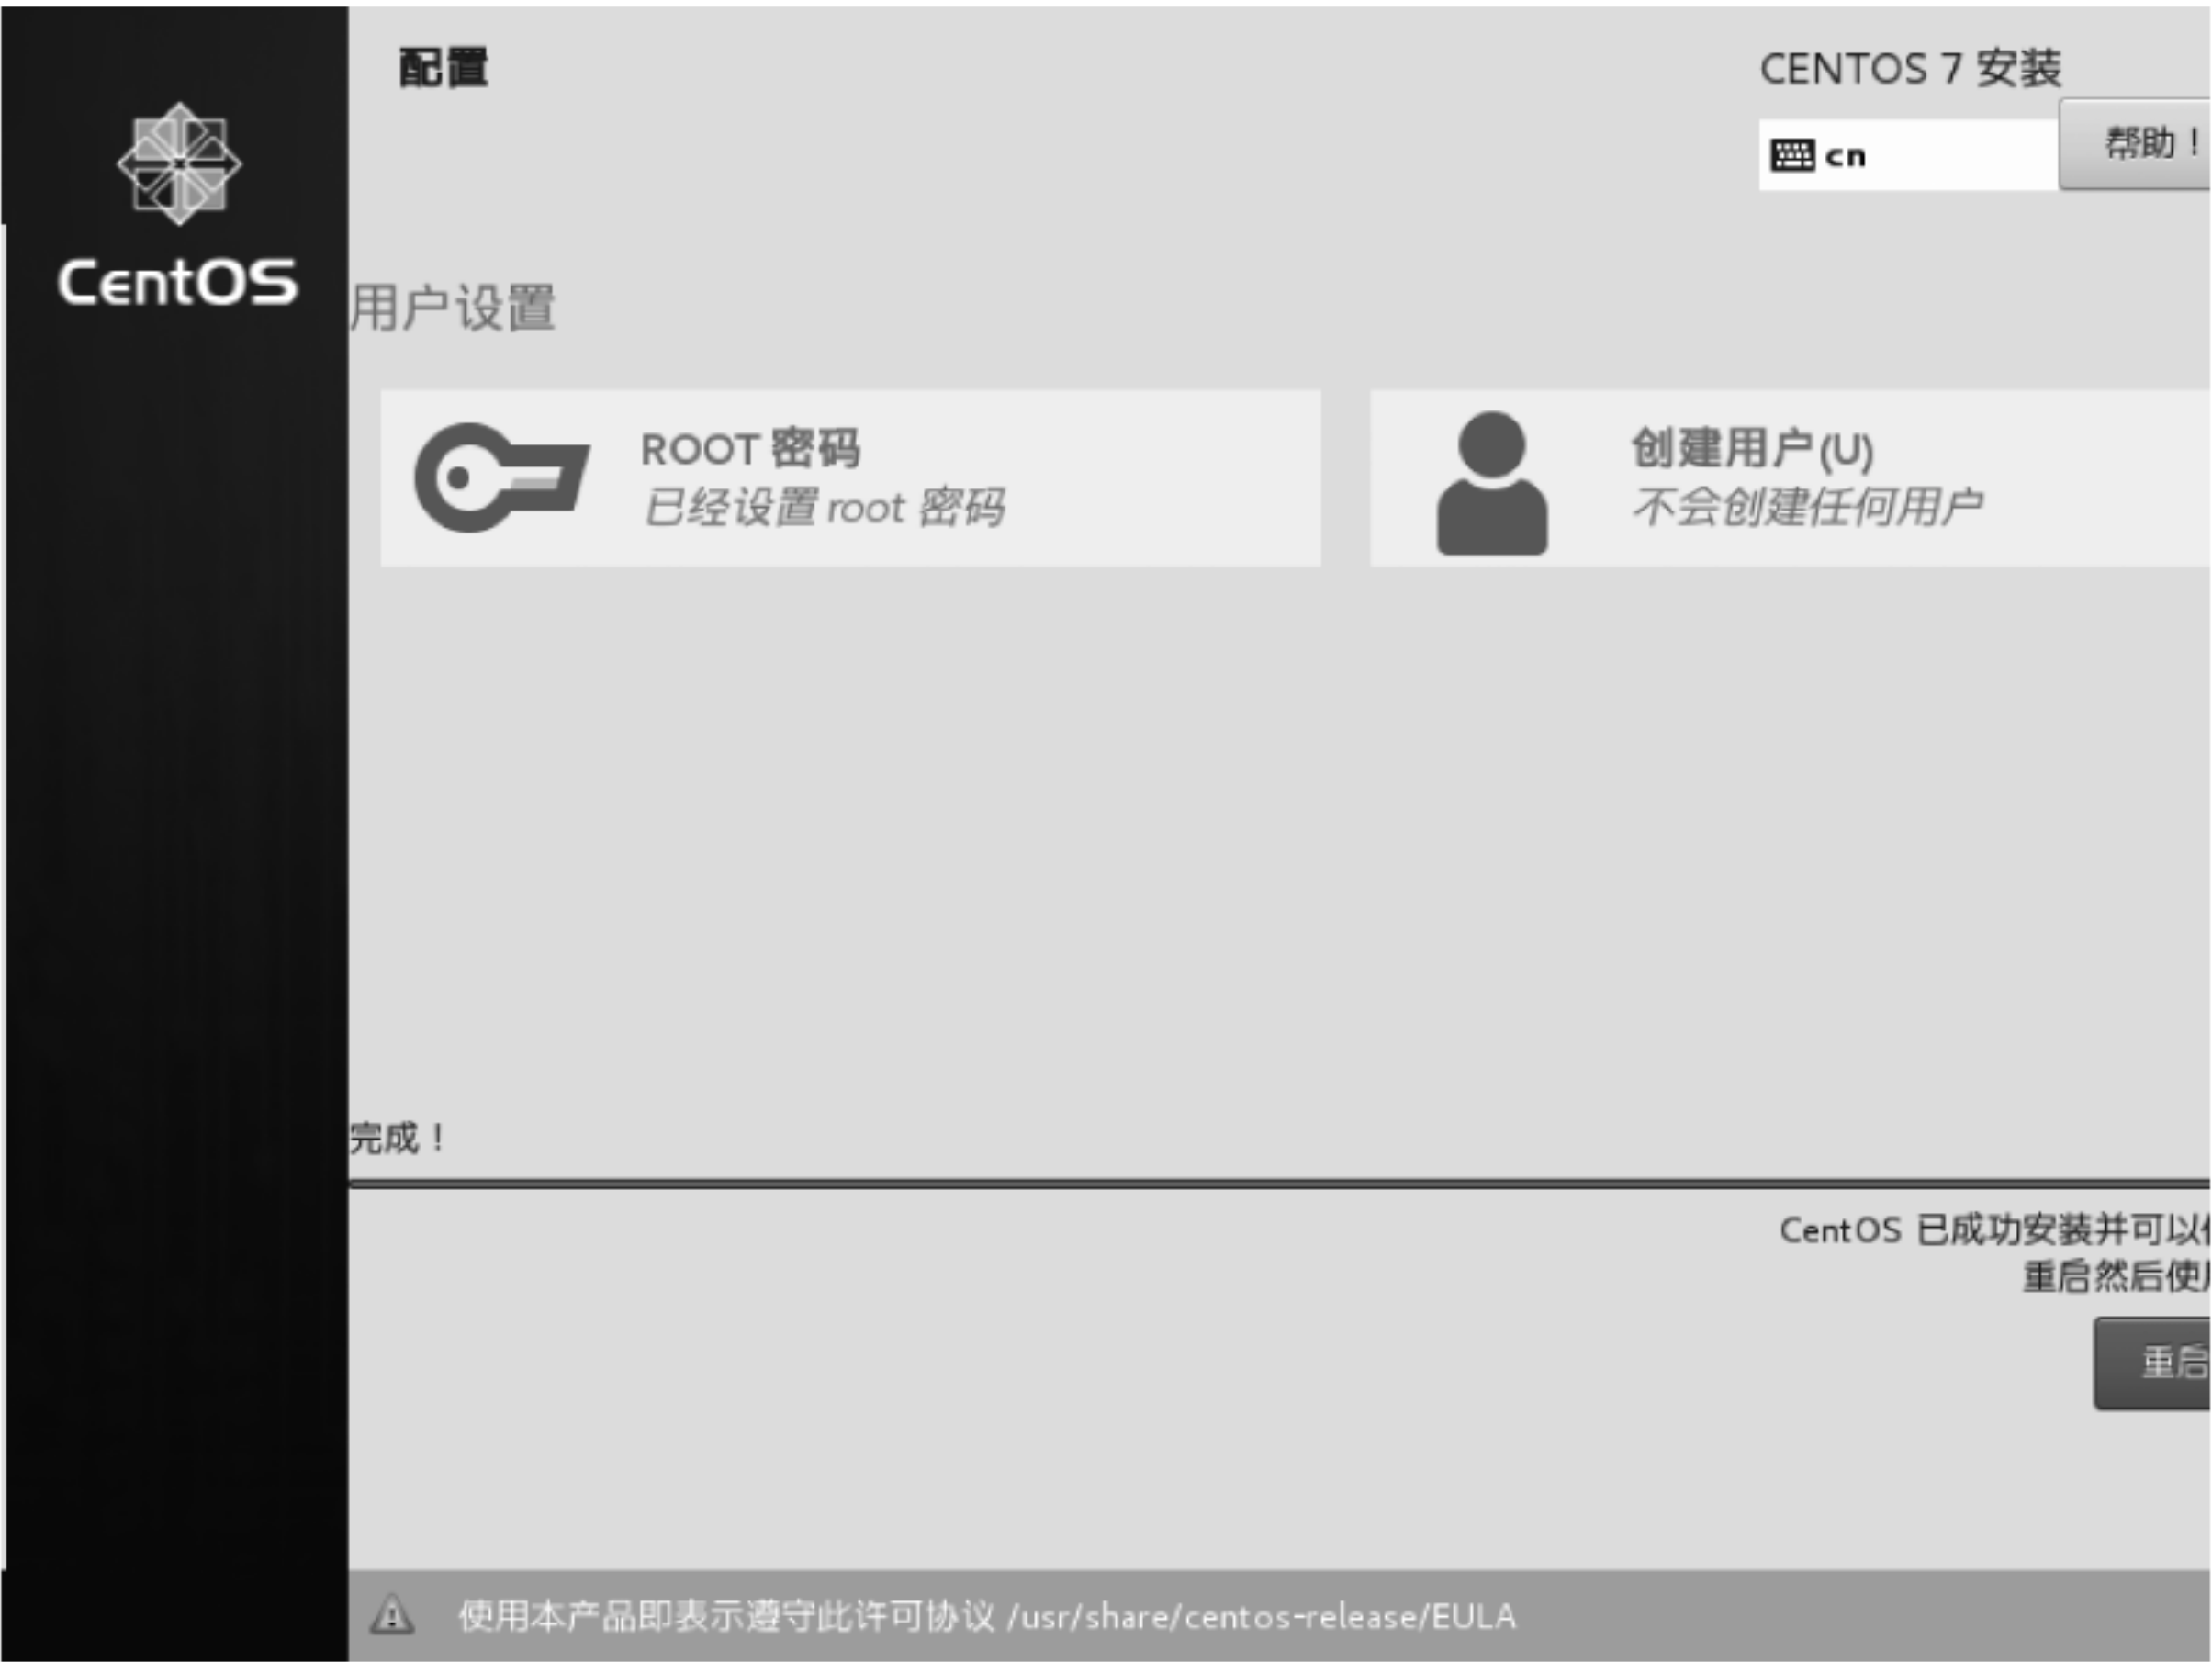 配置
CENTOS 7 安装
cn
帮助！
CentOS
用户设置
ROOT 密码
已经设置 root 密码
创建用户(U)
不会创建任何用户
完成！
CentOS 已成功安装并可以
重启然后使
重启
使用本产品即表示遵守此许可协议 /usr/share/centos-release/EULA